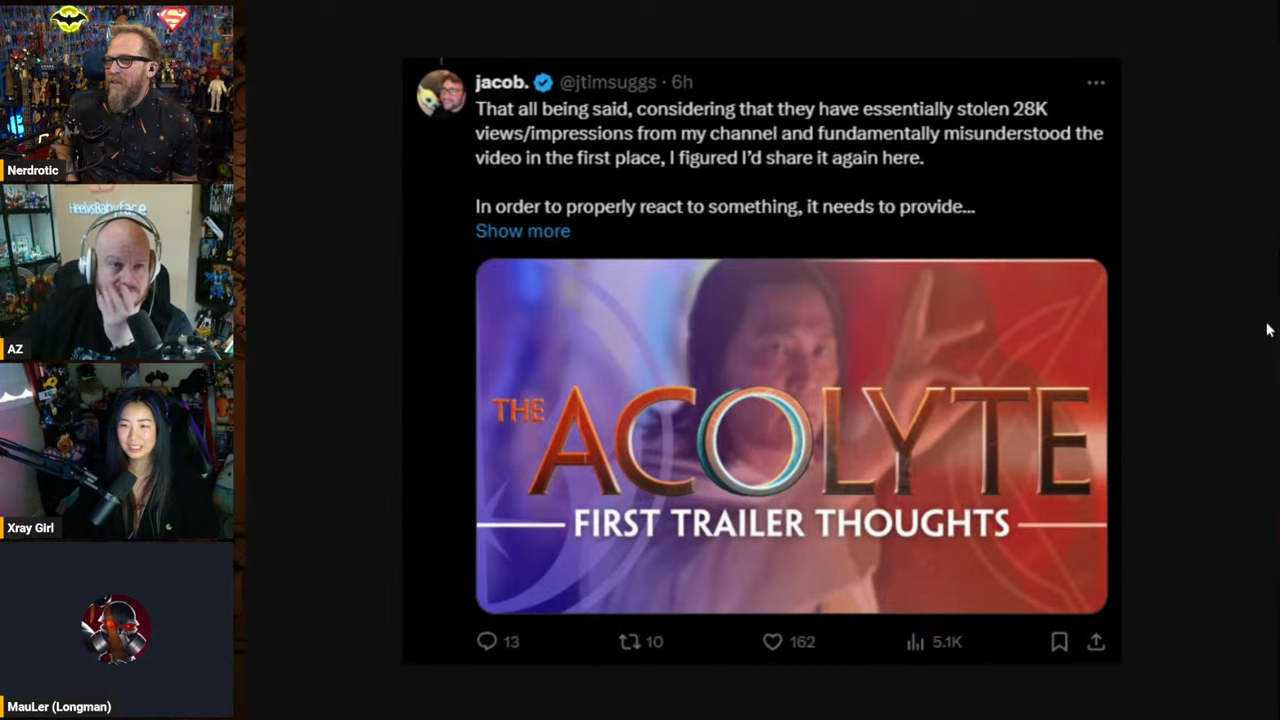 Nerdrotic
HeelvsBabyface
AZ
Xray Girl
MauLer (Longman)
jacob. @jtimsuggs · 6h
That all being said, considering that they have essentially stolen 28K
views/impressions from my channel and fundamentally misunderstood the
video in the first place, I figured I’d share it again here.
In order to properly react to something, it needs to provide...
Show more
THE ACOLYTE
FIRST TRAILER THOUGHTS
13 10 162 5.1K